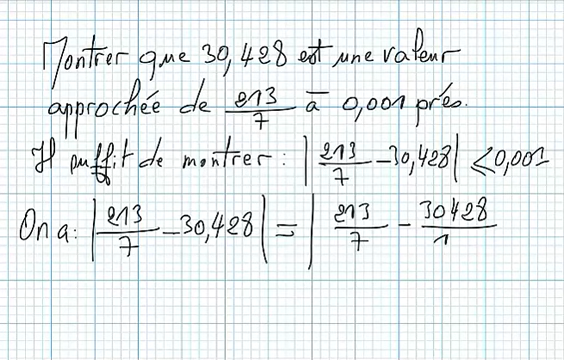 Montrer que 30,428 est une valeur
approchée de 213/7 à 0,001 près.
Il suffit de montrer : |213/7 - 30,428| ≤ 0,001
On a : |213/7 - 30,428| = |213/7 - 30428/1